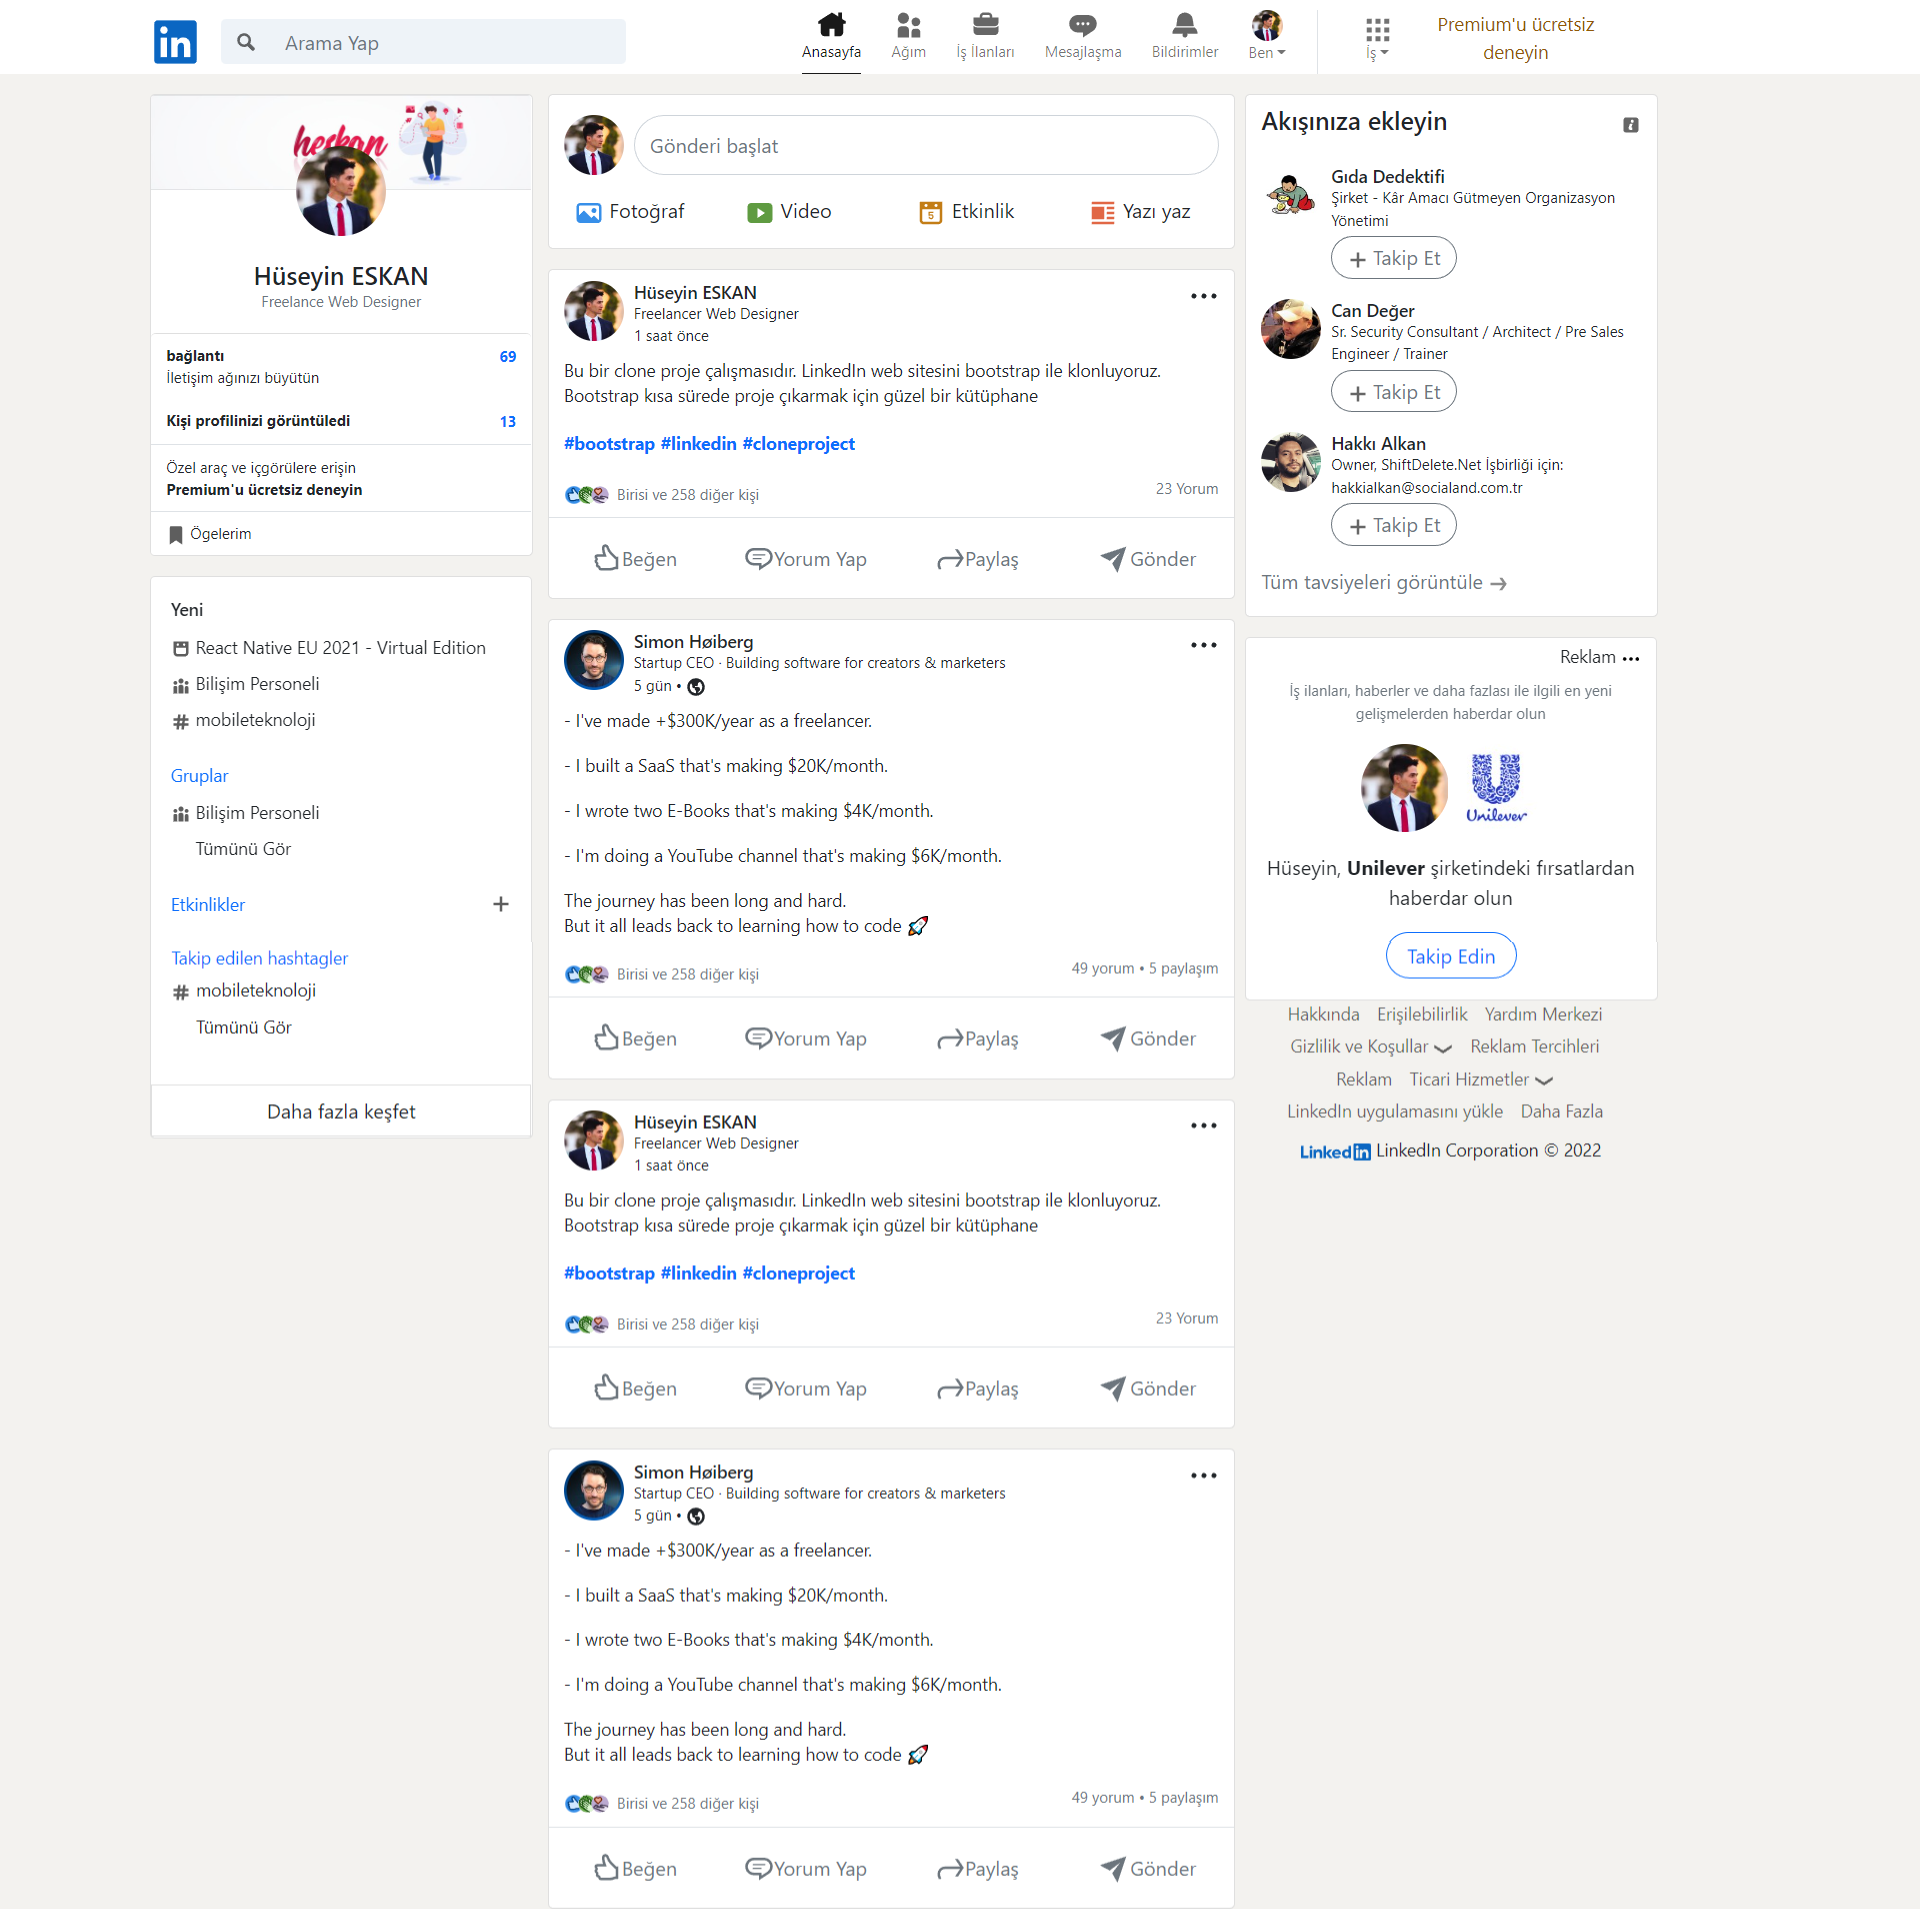 in
Arama Yap
Anasayfa
Ağım
İş İlanları
Mesajlaşma
Bildirimler
Ben
İş
Premium'u ücretsiz
deneyin
heskan
Hüseyin ESKAN
Freelance Web Designer
bağlantı 69
İletişim ağınızı büyütün
Kişi profilinizi görüntüledi 13
Özel araç ve içgörülere erişin
Premium'u ücretsiz deneyin
Ögelerim
Yeni
React Native EU 2021 - Virtual Edition
Bilişim Personeli
# mobileteknoloji
Gruplar
Bilişim Personeli
Tümünü Gör
Etkinlikler +
Takip edilen hashtagler
# mobileteknoloji
Tümünü Gör
Daha fazla keşfet
Gönderi başlat
Fotoğraf
Video
5 Etkinlik
Yazı yaz
Hüseyin ESKAN
Freelancer Web Designer
1 saat önce
Bu bir clone proje çalışmasıdır. LinkedIn web sitesini bootstrap ile klonluyoruz.
Bootstrap kısa sürede proje çıkarmak için güzel bir kütüphane
#bootstrap #linkedin #cloneproject
Birisi ve 258 diğer kişi
23 Yorum
Beğen
Yorum Yap
Paylaş
Gönder
Simon Høiberg
Startup CEO · Building software for creators & marketers
5 gün •
- I've made +$300K/year as a freelancer.
- I built a SaaS that's making $20K/month.
- I wrote two E-Books that's making $4K/month.
- I'm doing a YouTube channel that's making $6K/month.
The journey has been long and hard.
But it all leads back to learning how to code 🚀
Birisi ve 258 diğer kişi
49 yorum • 5 paylaşım
Beğen
Yorum Yap
Paylaş
Gönder
Hüseyin ESKAN
Freelancer Web Designer
1 saat önce
Bu bir clone proje çalışmasıdır. LinkedIn web sitesini bootstrap ile klonluyoruz.
Bootstrap kısa sürede proje çıkarmak için güzel bir kütüphane
#bootstrap #linkedin #cloneproject
Birisi ve 258 diğer kişi
23 Yorum
Beğen
Yorum Yap
Paylaş
Gönder
Simon Høiberg
Startup CEO · Building software for creators & marketers
5 gün •
- I've made +$300K/year as a freelancer.
- I built a SaaS that's making $20K/month.
- I wrote two E-Books that's making $4K/month.
- I'm doing a YouTube channel that's making $6K/month.
The journey has been long and hard.
But it all leads back to learning how to code 🚀
Birisi ve 258 diğer kişi
49 yorum • 5 paylaşım
Beğen
Yorum Yap
Paylaş
Gönder
Akışınıza ekleyin
Gıda Dedektifi
Şirket - Kâr Amacı Gütmeyen Organizasyon
Yönetimi
+ Takip Et
Can Değer
Sr. Security Consultant / Architect / Pre Sales
Engineer / Trainer
+ Takip Et
Hakkı Alkan
Owner, ShiftDelete.Net İşbirliği için:
hakkialkan@socialand.com.tr
+ Takip Et
Tüm tavsiyeleri görüntüle →
Reklam •••
İş ilanları, haberler ve daha fazlası ile ilgili en yeni
gelişmelerden haberdar olun
Unilever
Hüseyin, Unilever şirketindeki fırsatlardan
haberdar olun
Takip Edin
Hakkında Erişilebilirlik Yardım Merkezi
Gizlilik ve Koşullar Reklam Tercihleri
Reklam Ticari Hizmetler
LinkedIn uygulamasını yükle Daha Fazla
Linkedin LinkedIn Corporation © 2022